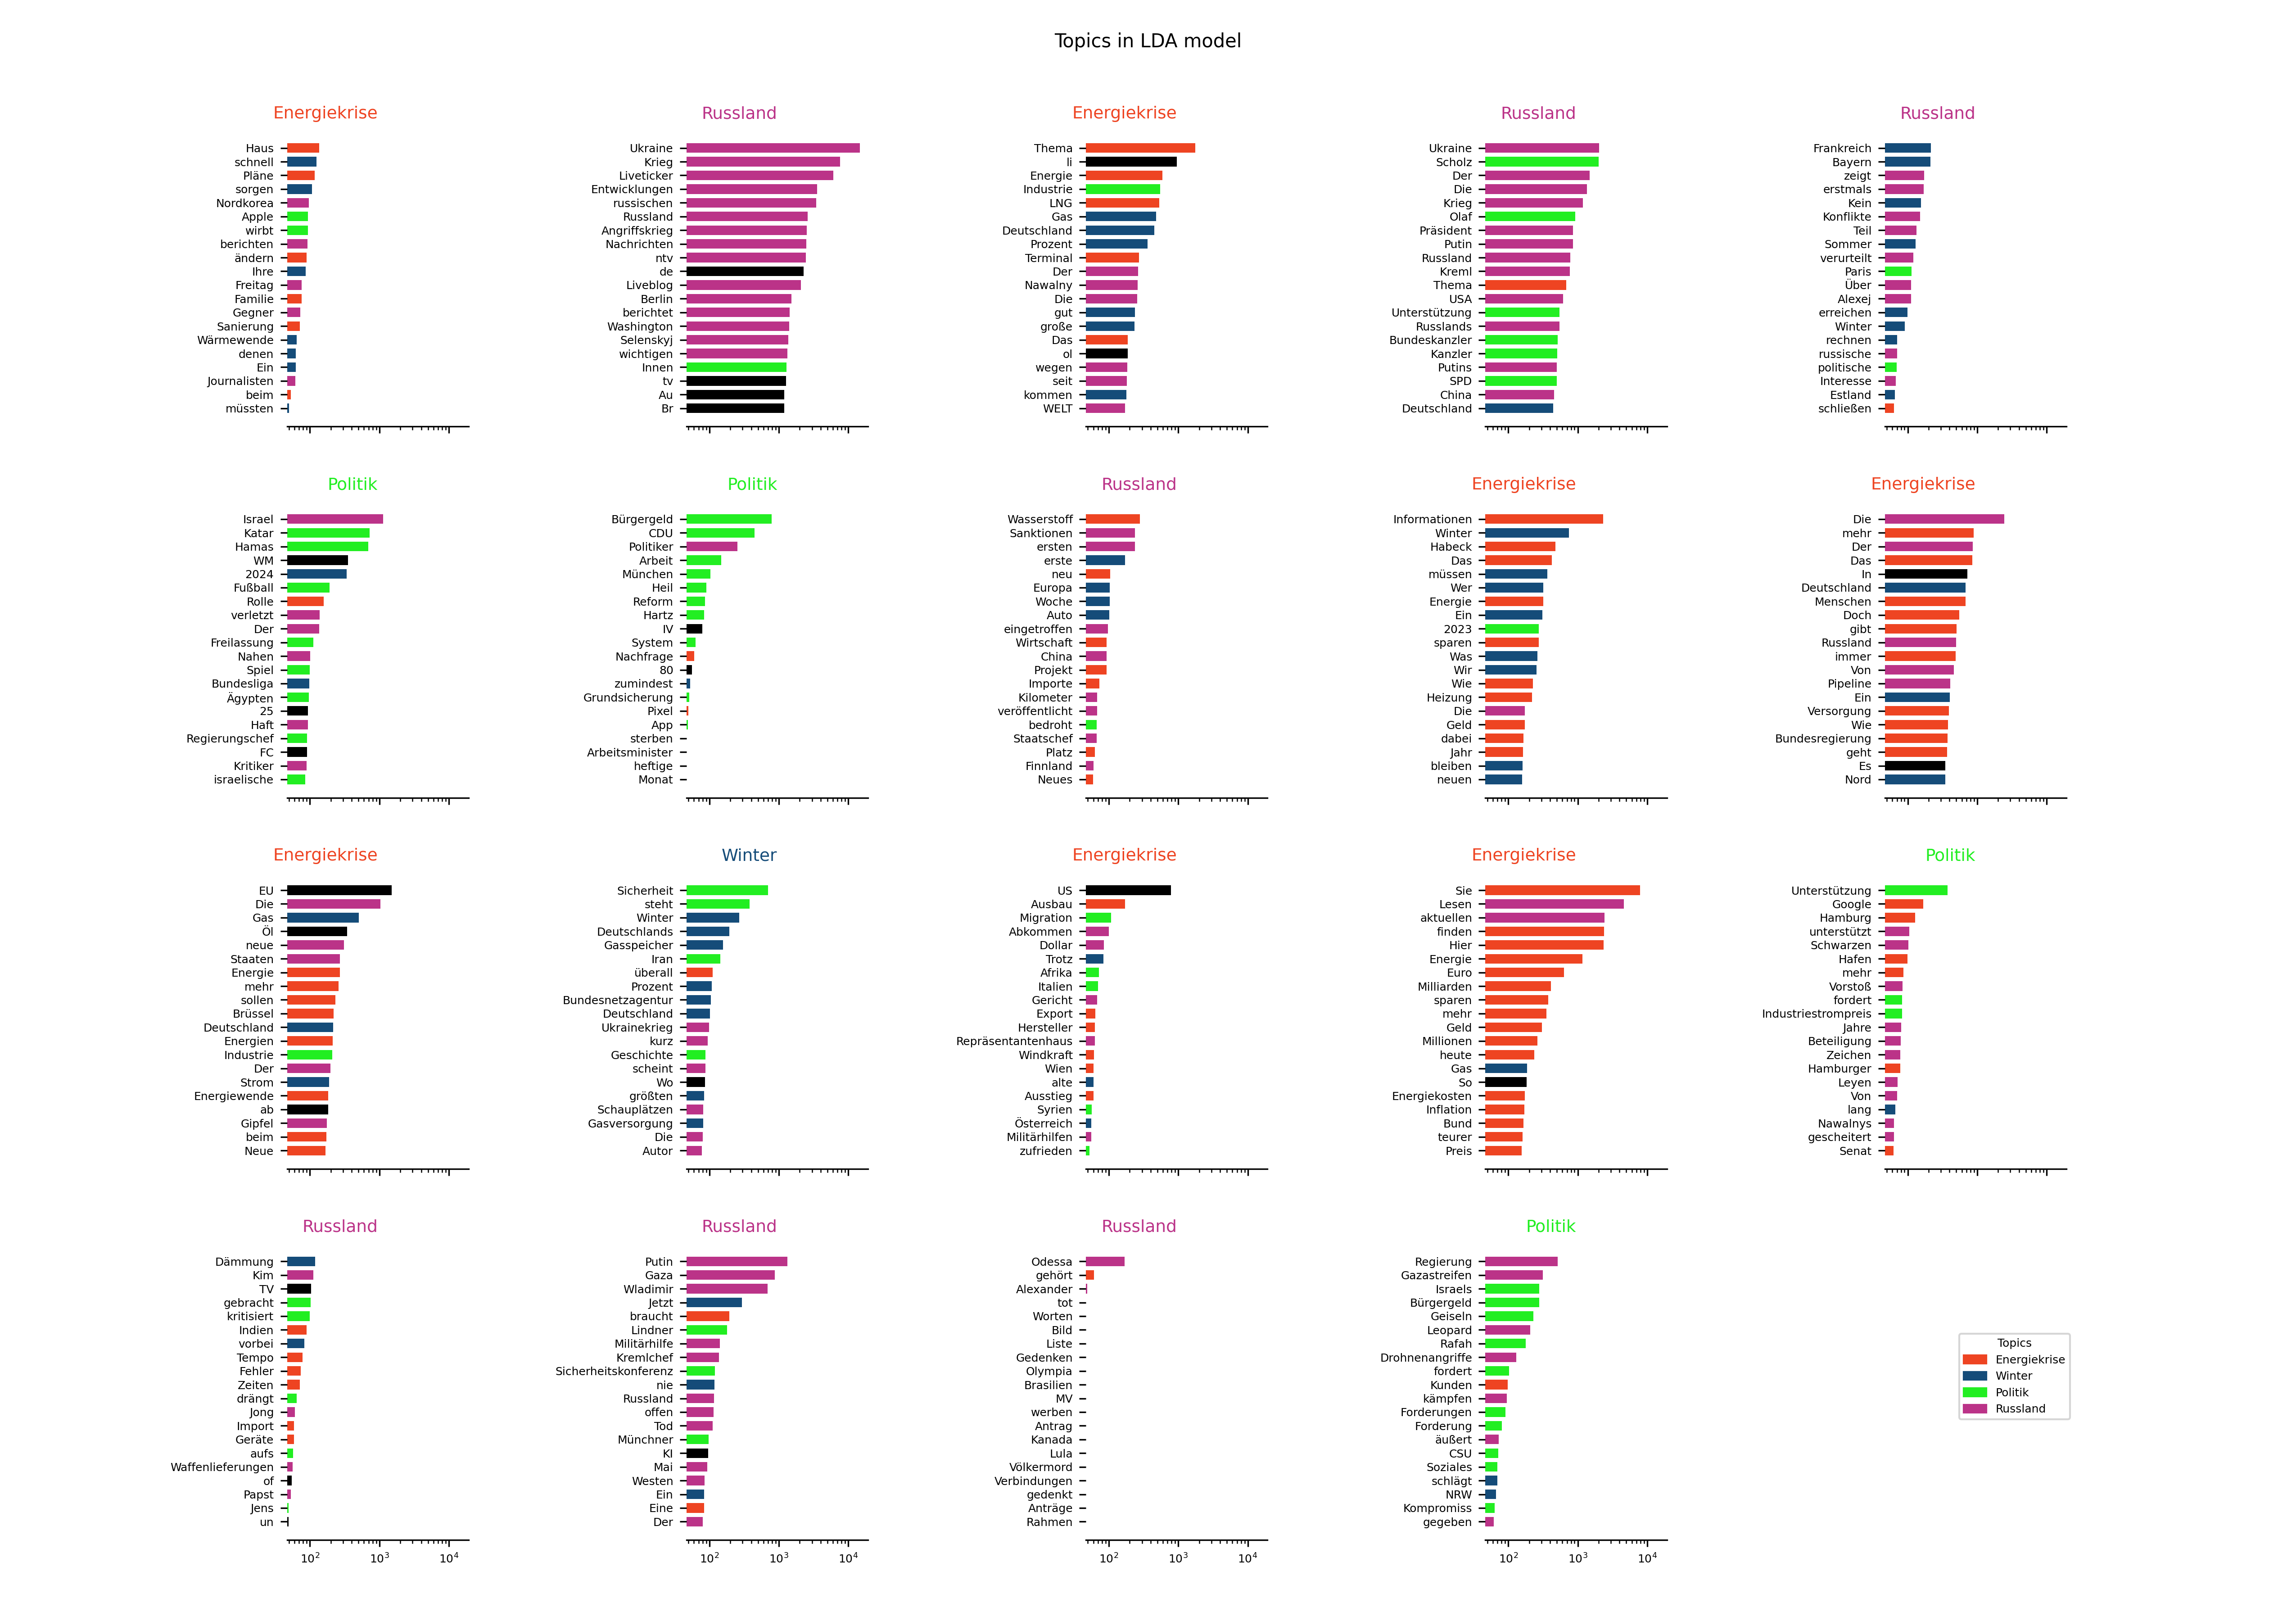 Topics in LDA model
Energiekrise
Haus
schnell
Pläne
sorgen
Nordkorea
Apple
wirbt
berichten
ändern
Ihre
Freitag
Familie
Gegner
Sanierung
Wärmewende
denen
Ein
Journalisten
beim
müssten
Russland
Ukraine
Krieg
Liveticker
Entwicklungen
russischen
Russland
Angriffskrieg
Nachrichten
ntv
de
Liveblog
Berlin
berichtet
Washington
Selenskyj
wichtigen
Innen
tv
Au
Br
Energiekrise
Thema
li
Energie
Industrie
LNG
Gas
Deutschland
Prozent
Terminal
Der
Nawalny
Die
gut
große
Das
ol
wegen
seit
kommen
WELT
Russland
Ukraine
Scholz
Der
Die
Krieg
Olaf
Präsident
Putin
Russland
Kreml
Thema
USA
Unterstützung
Russlands
Bundeskanzler
Kanzler
Putins
SPD
China
Deutschland
Russland
Frankreich
Bayern
zeigt
erstmals
Kein
Konflikte
Teil
Sommer
verurteilt
Paris
Über
Alexej
erreichen
Winter
rechnen
russische
politische
Interesse
Estland
schließen
Politik
Israel
Katar
Hamas
WM
2024
Fußball
Rolle
verletzt
Der
Freilassung
Nahen
Spiel
Bundesliga
Ägypten
25
Haft
Regierungschef
FC
Kritiker
israelische
Politik
Bürgergeld
CDU
Politiker
Arbeit
München
Heil
Reform
Hartz
IV
System
Nachfrage
80
zumindest
Grundsicherung
Pixel
App
sterben
Arbeitsminister
heftige
Monat
Russland
Wasserstoff
Sanktionen
ersten
erste
neu
Europa
Woche
Auto
eingetroffen
Wirtschaft
China
Projekt
Importe
Kilometer
veröffentlicht
bedroht
Staatschef
Platz
Finnland
Neues
Energiekrise
Informationen
Winter
Habeck
Das
müssen
Wer
Energie
Ein
2023
sparen
Was
Wir
Wie
Heizung
Die
Geld
dabei
Jahr
bleiben
neuen
Energiekrise
Die
mehr
Der
Das
In
Deutschland
Menschen
Doch
gibt
Russland
immer
Von
Pipeline
Ein
Versorgung
Wie
Bundesregierung
geht
Es
Nord
Energiekrise
EU
Die
Gas
Öl
neue
Staaten
Energie
mehr
sollen
Brüssel
Deutschland
Energien
Industrie
Der
Strom
Energiewende
ab
Gipfel
beim
Neue
Winter
Sicherheit
steht
Winter
Deutschlands
Gasspeicher
Iran
überall
Prozent
Bundesnetzagentur
Deutschland
Ukrainekrieg
kurz
Geschichte
scheint
Wo
größten
Schauplätzen
Gasversorgung
Die
Autor
Energiekrise
US
Ausbau
Migration
Abkommen
Dollar
Trotz
Afrika
Italien
Gericht
Export
Hersteller
Repräsentantenhaus
Windkraft
Wien
alte
Ausstieg
Syrien
Österreich
Militärhilfen
zufrieden
Energiekrise
Sie
Lesen
aktuellen
finden
Hier
Energie
Euro
Milliarden
sparen
mehr
Geld
Millionen
heute
Gas
So
Energiekosten
Inflation
Bund
teurer
Preis
Politik
Unterstützung
Google
Hamburg
unterstützt
Schwarzen
Hafen
mehr
Vorstoß
fordert
Industriestrompreis
Jahre
Beteiligung
Zeichen
Hamburger
Leyen
Von
lang
Nawalnys
gescheitert
Senat
Russland
Dämmung
Kim
TV
gebracht
kritisiert
Indien
vorbei
Tempo
Fehler
Zeiten
drängt
Jong
Import
Geräte
aufs
Waffenlieferungen
of
Papst
Jens
un
10²
10³
10⁴
Russland
Putin
Gaza
Wladimir
Jetzt
braucht
Lindner
Militärhilfe
Kremlchef
Sicherheitskonferenz
nie
Russland
offen
Tod
Münchner
KI
Mai
Westen
Ein
Eine
Der
10²
10³
10⁴
Russland
Odessa
gehört
Alexander
tot
Worten
Bild
Liste
Gedenken
Olympia
Brasilien
MV
werben
Antrag
Kanada
Lula
Völkermord
Verbindungen
gedenkt
Anträge
Rahmen
10²
10³
10⁴
Politik
Regierung
Gazastreifen
Israels
Bürgergeld
Geiseln
Leopard
Rafah
Drohnenangriffe
fordert
Kunden
kämpfen
Forderungen
Forderung
äußert
CSU
Soziales
schlägt
NRW
Kompromiss
gegeben
10²
10³
10⁴
Topics
Energiekrise
Winter
Politik
Russland